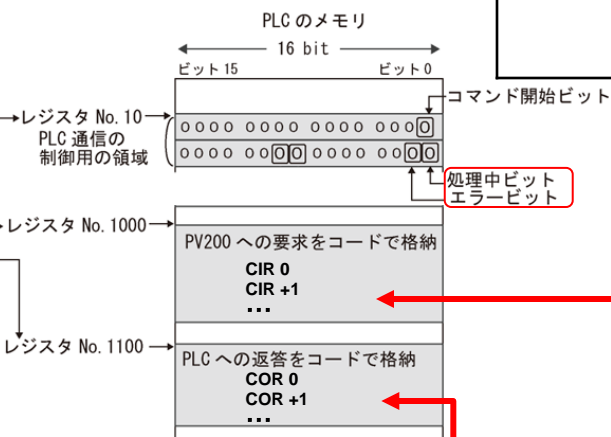 PLC のメモリ
16 bit
ビット 15
ビット 0
コマンド開始ビット
レジスタ No. 10
PLC 通信の
制御用の領域
0000 0000 0000 0000
0000 0000 0000 0000
処理中ビット
エラービット
レジスタ No. 1000
PV200 への要求をコードで格納
CIR 0
CIR +1
...
レジスタ No. 1100
PLC への返答をコードで格納
COR 0
COR +1
...